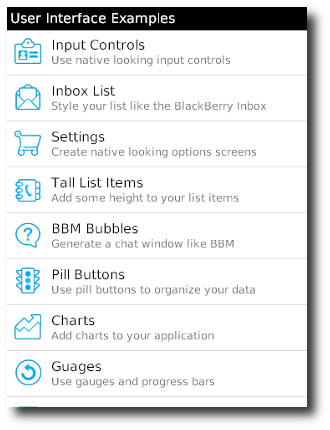 User Interface Examples
Input Controls
Use native looking input controls
Inbox List
Style your list like the BlackBerry Inbox
Settings
Create native looking options screens
Tall List Items
Add some height to your list items
BBM Bubbles
Generate a chat window like BBM
Pill Buttons
Use pill buttons to organize your data
Charts
Add charts to your application
Guages
Use gauges and progress bars